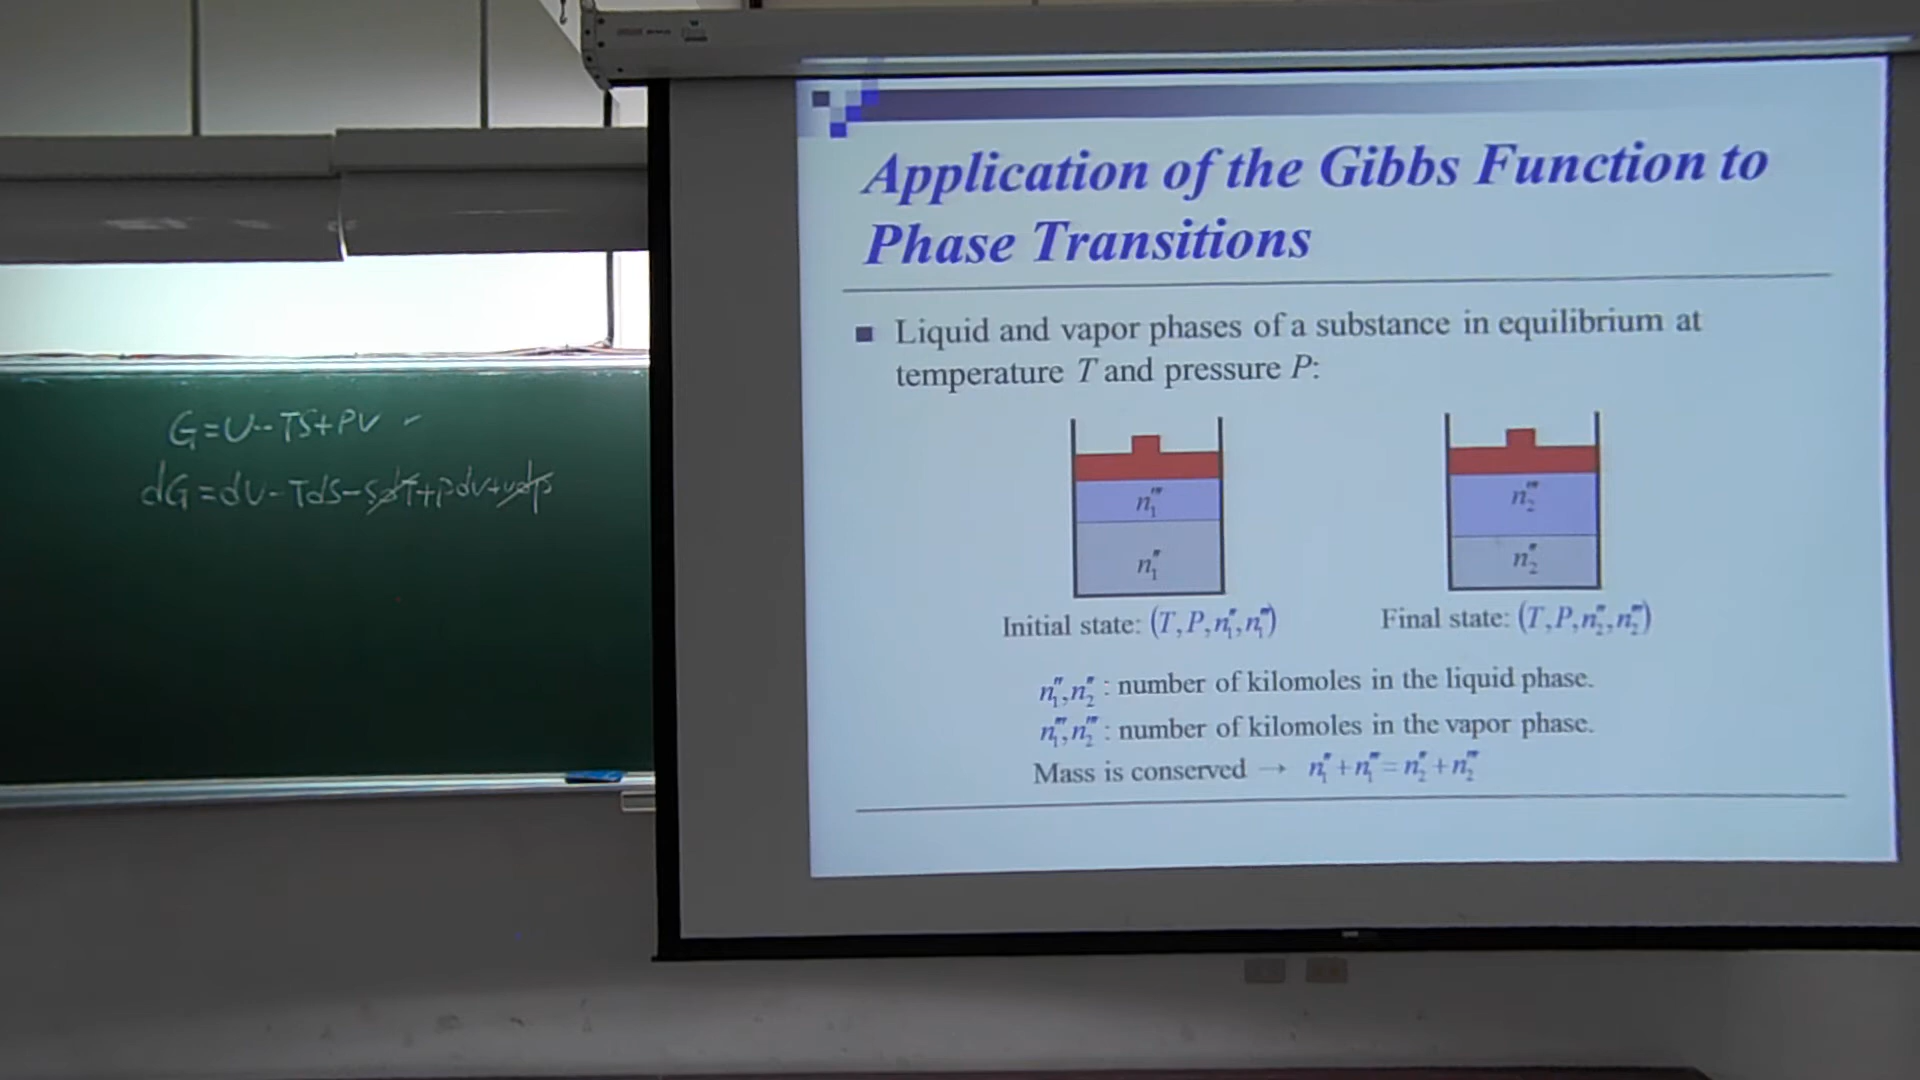 G=U-TS+PV
dG=dU-TdS-SdT+PdV+VdP
Application of the Gibbs Function to
Phase Transitions
Liquid and vapor phases of a substance in equilibrium at
temperature T and pressure P:
n₁''' n₂'''
n₁'' n₂''
Initial state: (T,P,n₁'',n₁''') Final state: (T,P,n₂'',n₂''')
n₁'',n₂'' : number of kilomoles in the liquid phase.
n₁''',n₂''' : number of kilomoles in the vapor phase.
Mass is conserved → n₁''+n₁'''=n₂''+n₂'''